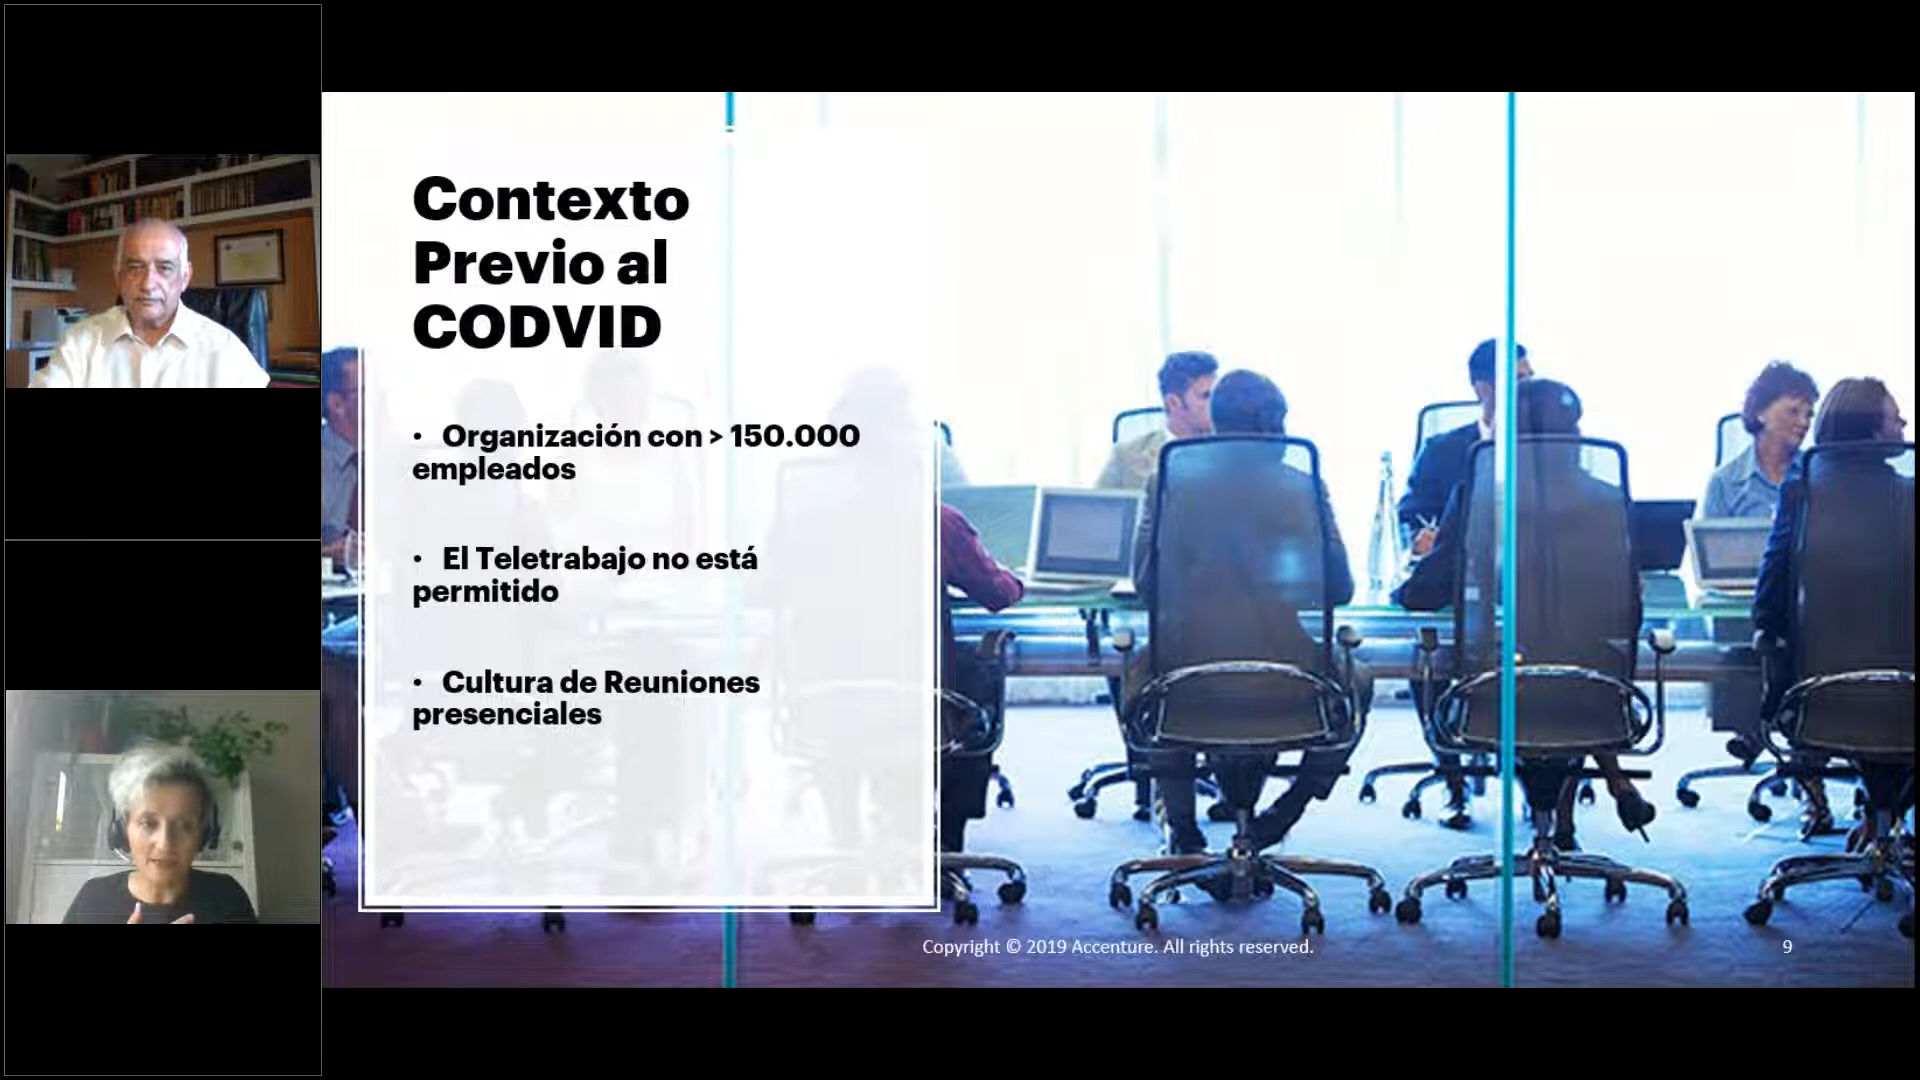 Contexto
Previo al
CODVID
• Organización con > 150.000
empleados
• El Teletrabajo no está
permitido
• Cultura de Reuniones
presenciales
Copyright © 2019 Accenture. All rights reserved.
9